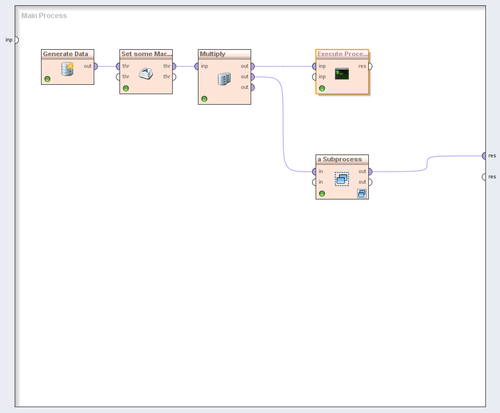 Main Process
inp
Generate Data
out
Set some Mac...
thr
thr
thr
thr
Multiply
inp
out
out
out
Execute Proce...
inp
res
inp
a Subprocess
in
out
in
out
res
res